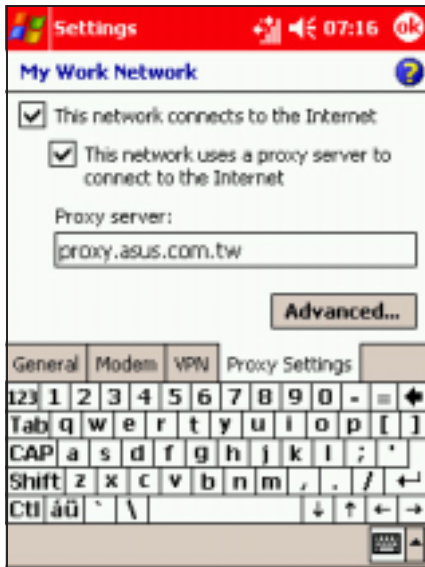 Settings 07:16 ok
My Work Network ?
This network connects to the Internet
This network uses a proxy server to
connect to the Internet
Proxy server:
proxy.asus.com.tw
Advanced...
General Modem VPN Proxy Settings
123 1 2 3 4 5 6 7 8 9 0 - =
Tab q w e r t y u i o p [ ]
CAP a s d f g h j k l ; '
Shift z x c v b n m , . /
Ctl áü ` \